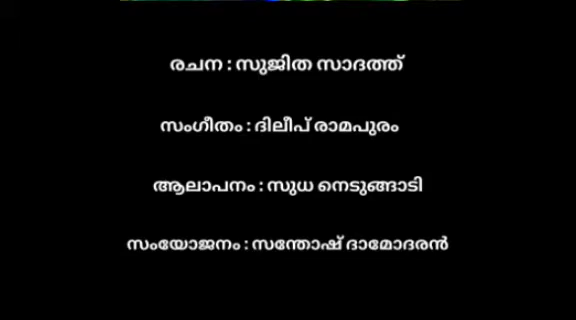 രചന : സുജിത സാദത്ത്
സംഗീതം : ദിലീപ് രാമപുരം
ആലാപനം : സുധ നെടുങ്ങാടി
സംയോജനം : സന്തോഷ് ദാമോദരൻ